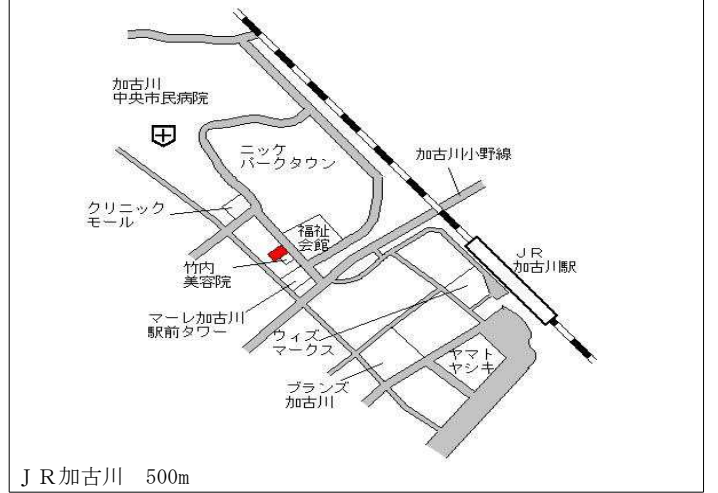 加古川
中央市民病院
ニッケ
パークタウン
加古川小野線
クリニック
モール
福祉
会館
JR
加古川駅
竹内
美容院
マーレ加古川
駅前タワー
ウィズ
マークス
ヤマト
ヤシキ
ブランズ
加古川
JR加古川　500m